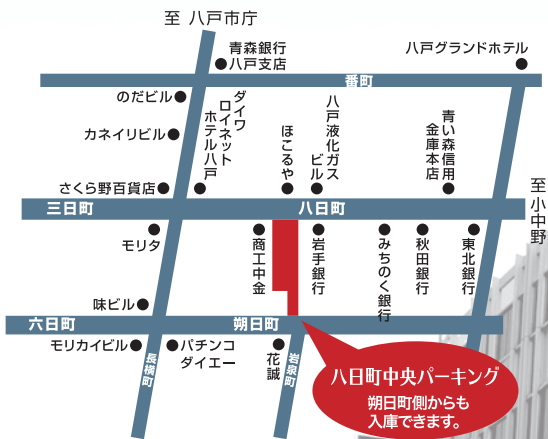 至 八戸市庁
青森銀行
八戸支店
八戸グランドホテル
番町
のだビル
カネイリビル
ダイワ
ロイネット
ホテル八戸
ほこるや
八戸液化ガス
ビル
青い森信用
金庫本店
さくら野百貨店
至小中野
三日町
八日町
モリタ
商工中金
岩手銀行
みちのく銀行
秋田銀行
東北銀行
味ビル
六日町
朔日町
モリカイビル
長横町
パチンコ
ダイエー
花誠
岩泉町
八日町中央パーキング
朔日町側からも
入庫できます。